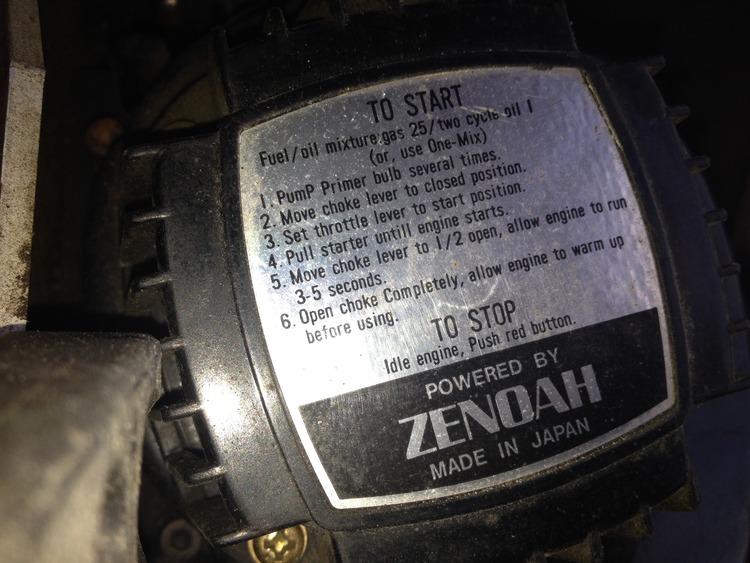 TO START
Fuel/oil mixture:gas 25/two cycle oil 1
(or, use One-Mix)
1. PumP Primer bulb several times.
2. Move choke lever to closed position.
3. Set throttle lever to start position.
4. Pull starter untill engine starts.
5. Move choke lever to 1/2 open, allow engine to run
3-5 seconds.
6. Open choke Completely, allow engine to warm up
before using.
TO STOP
Idle engine, Push red button.
POWERED BY
ZENOAH
MADE IN JAPAN